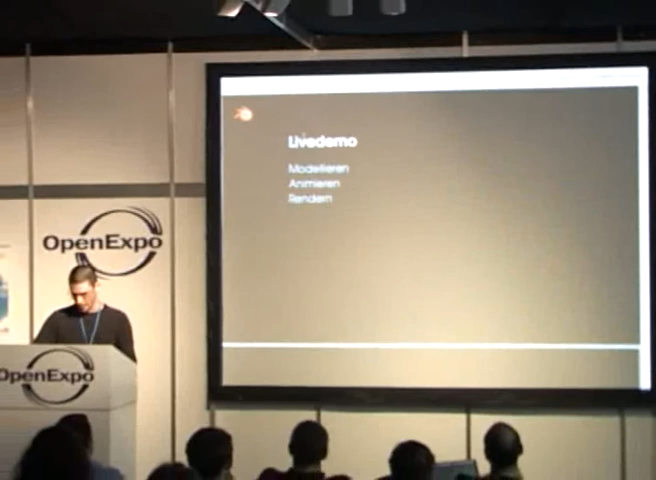 Livedemo
Modellieren
Animieren
Rendern
OpenExpo
OpenExpo